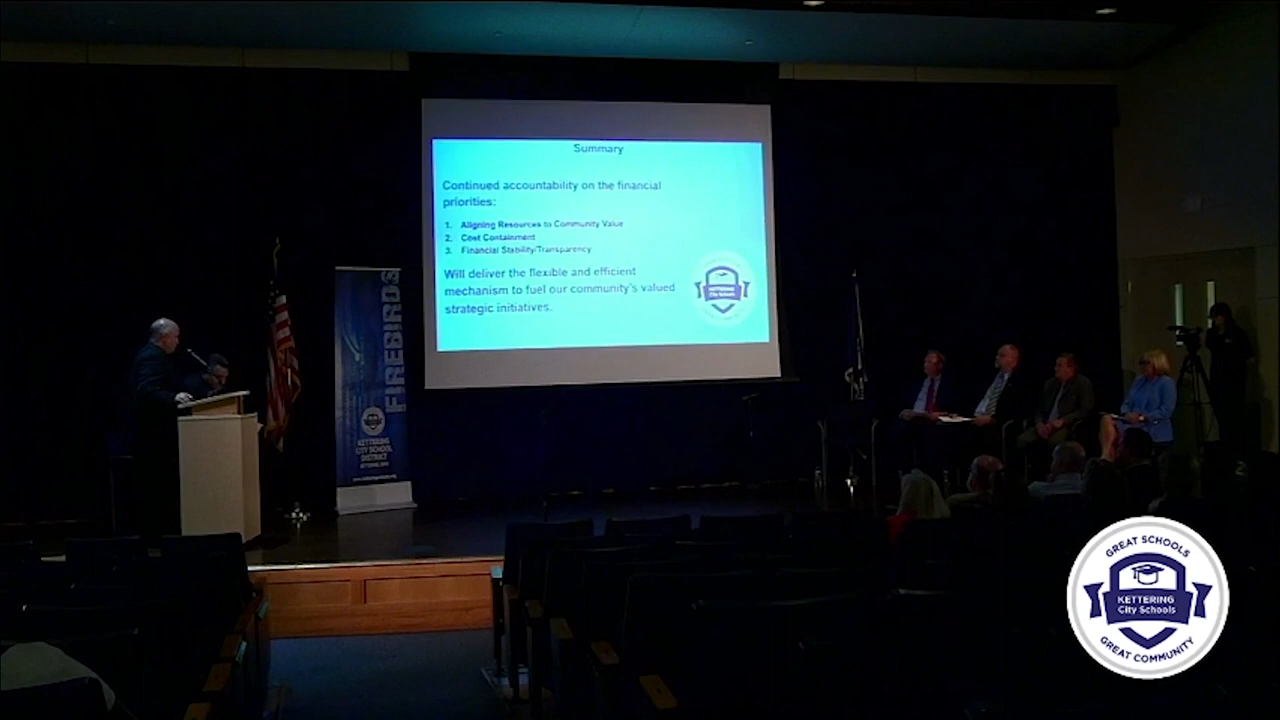 Summary
Continued accountability on the financial
priorities:
1. Aligning Resources to Community Value
2. Cost Containment
3. Financial Stability/Transparency
Will deliver the flexible and efficient
mechanism to fuel our community's valued
strategic initiatives.
KETTERING
City Schools
FIREBIRDS
KETTERING
CITY SCHOOL
DISTRICT
GREAT SCHOOLS
KETTERING
City Schools
GREAT COMMUNITY